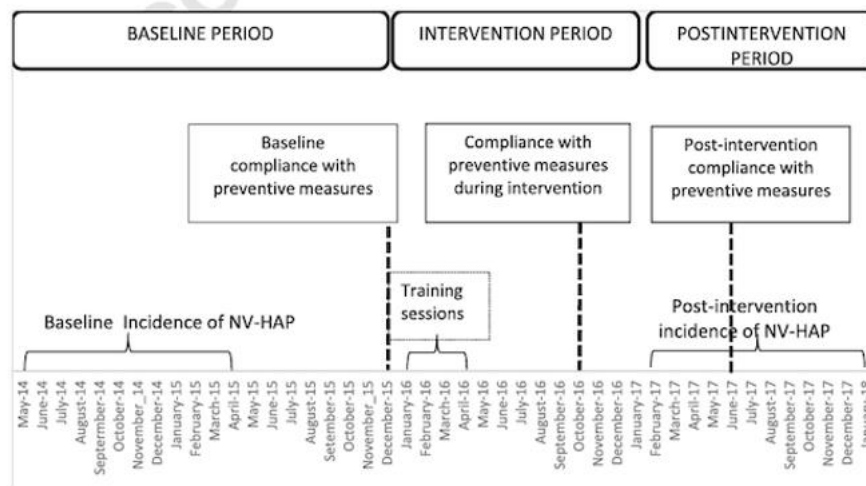 BASELINE PERIOD
INTERVENTION PERIOD
POSTINTERVENTION
PERIOD
Baseline
compliance with
preventive measures
Compliance with
preventive measures
during intervention
Post-intervention
compliance with
preventive measures
Training
sessions
Baseline Incidence of NV-HAP
Post-intervention
incidence of NV-HAP
May-14
June-14
July-14
August-14
Septermber-14
October-14
November_14
December-14
January-15
February-15
March-15
April-15
May-15
June-15
July-15
August-15
Setember-15
October-15
November_15
December-15
January-16
February-16
March-16
April-16
May-16
June-16
July-16
August-16
September-16
October-16
November-16
December-16
January-17
February-17
March-17
April-17
May-17
June-17
July-17
August-17
September-17
October-17
November-17
December-17